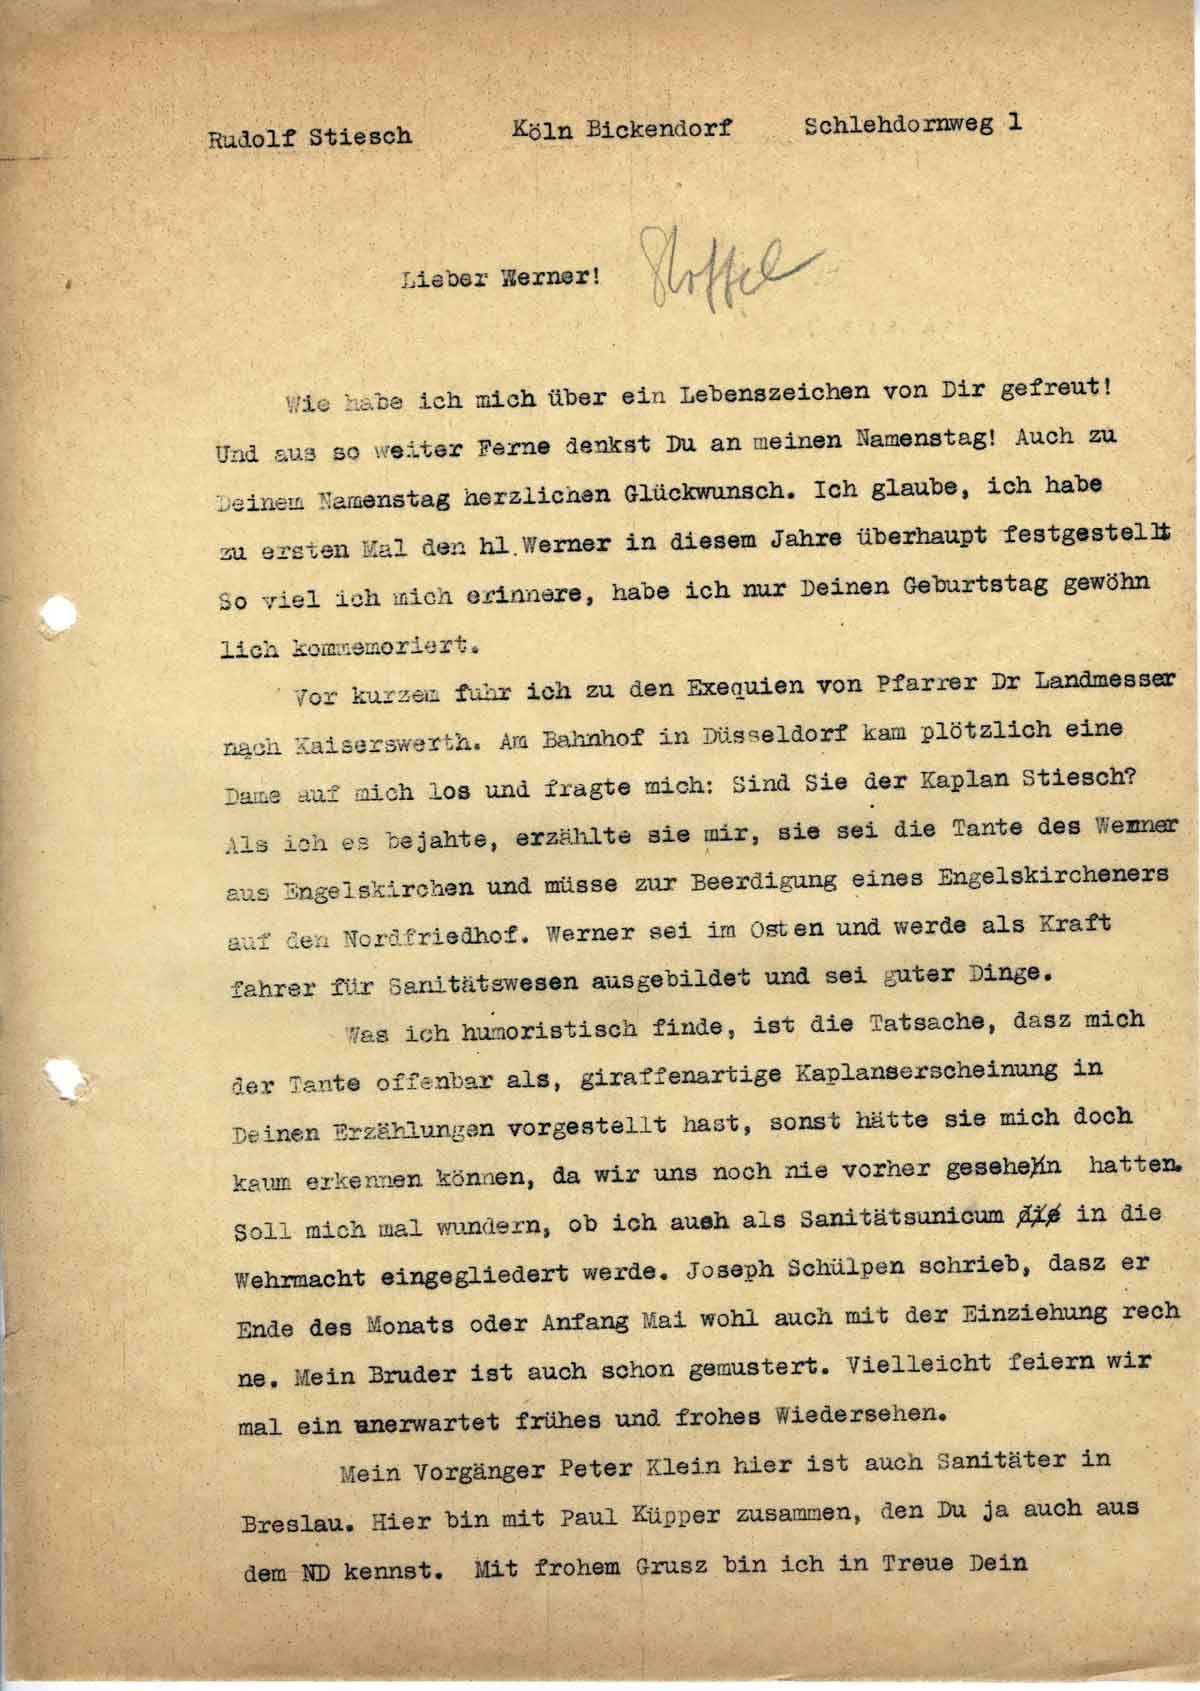 Rudolf Stiesch Köln Bickendorf Schlehdornweg 1
Lieber Werner! Stoffel
Wie habe ich mich über ein Lebenszeichen von Dir gefreut!
Und aus so weiter Ferne denkst Du an meinen Namenstag! Auch zu
Deinem Namenstag herzlichen Glückwunsch. Ich glaube, ich habe
zu ersten Mal den hl.Werner in diesem Jahre überhaupt festgestellt
So viel ich mich erinnere, habe ich nur Deinen Geburtstag gewöhn
lich kommemoriert.
Vor kurzem fuhr ich zu den Exequien von Pfarrer Dr Landmesser
nach Kaiserswerth. Am Bahnhof in Düsseldorf kam plötzlich eine
Dame auf mich los und fragte mich: Sind Sie der Kaplan Stiesch?
Als ich es bejahte, erzählte sie mir, sie sei die Tante des Werner
aus Engelskirchen und müsse zur Beerdigung eines Engelskircheners
auf den Nordfriedhof. Werner sei im Osten und werde als Kraft
fahrer für Sanitätswesen ausgebildet und sei guter Dinge.
Was ich humoristisch finde, ist die Tatsache, dasz mich
der Tante offenbar als, giraffenartige Kaplanserscheinung in
Deinen Erzählungen vorgestellt hast, sonst hätte sie mich doch
kaum erkennen können, da wir uns noch nie vorher gesehen hatten.
Soll mich mal wundern, ob ich auch als Sanitätsunicum die in die
Wehrmacht eingegliedert werde. Joseph Schülpen schrieb, dasz er
Ende des Monats oder Anfang Mai wohl auch mit der Einziehung rech
ne. Mein Bruder ist auch schon gemustert. Vielleicht feiern wir
mal ein unerwartet frühes und frohes Wiedersehen.
Mein Vorgänger Peter Klein hier ist auch Sanitäter in
Breslau. Hier bin mit Paul Küpper zusammen, den Du ja auch aus
dem ND kennst. Mit frohem Grusz bin ich in Treue Dein